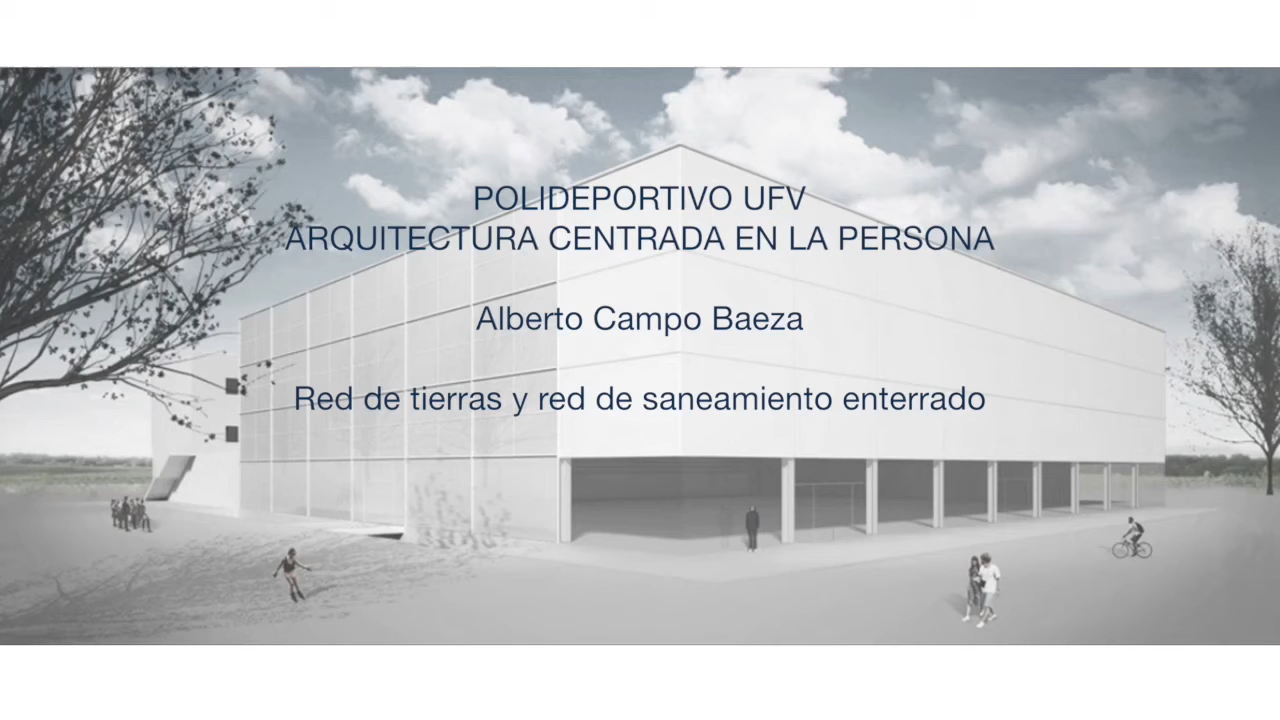 POLIDEPORTIVO UFV
ARQUITECTURA CENTRADA EN LA PERSONA
Alberto Campo Baeza
Red de tierras y red de saneamiento enterrado